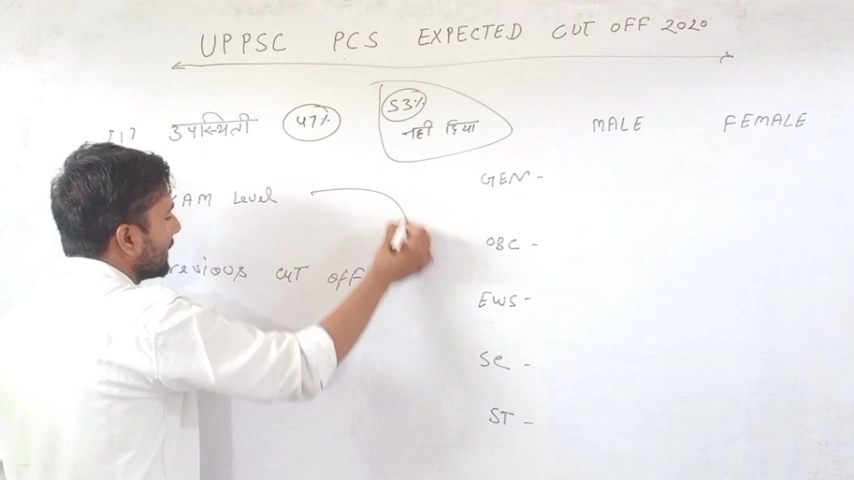 UPPSC PCS EXPECTED CUT OFF 2020
उपस्थिती 47% 53% नही दिया
MALE FEMALE
AM Level
revious CUT OFF
GEN -
OBC -
EWS -
SC -
ST -